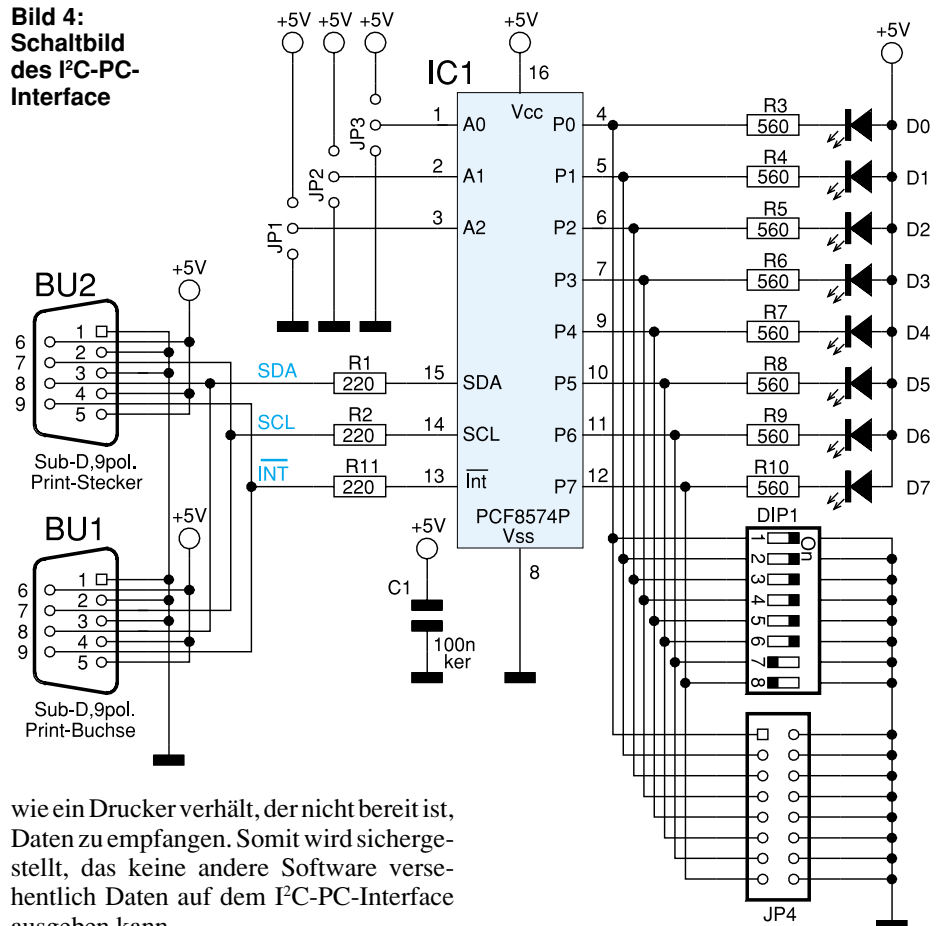 Bild 4:
Schaltbild
des I²C-PC-
Interface
+5V +5V +5V +5V +5V
IC1
16
Vcc
1 A0
2 A1
3 A2
JP3
JP2
JP1
P0 4
P1 5
P2 6
P3 7
P4 9
P5 10
P6 11
P7 12
R3
560
D0
R4
560
D1
R5
560
D2
R6
560
D3
R7
560
D4
R8
560
D5
R9
560
D6
R10
560
D7
BU2
+5V
1
6
2
7
3
8
4
9
5
Sub-D,9pol.
Print-Stecker
SDA
R1
220
15 SDA
SCL
R2
220
14 SCL
INT
R11
220
13 Int
PCF8574P
Vss
8
BU1
+5V
1
6
2
7
3
8
4
9
5
Sub-D,9pol.
Print-Buchse
+5V
C1
100n
ker
DIP1
On
1
2
3
4
5
6
7
8
JP4
wie ein Drucker verhält, der nicht bereit ist,
Daten zu empfangen. Somit wird sicherge-
stellt, das keine andere Software verse-
hentlich Daten auf dem I²C-PC-Interface
ausgeben kann.